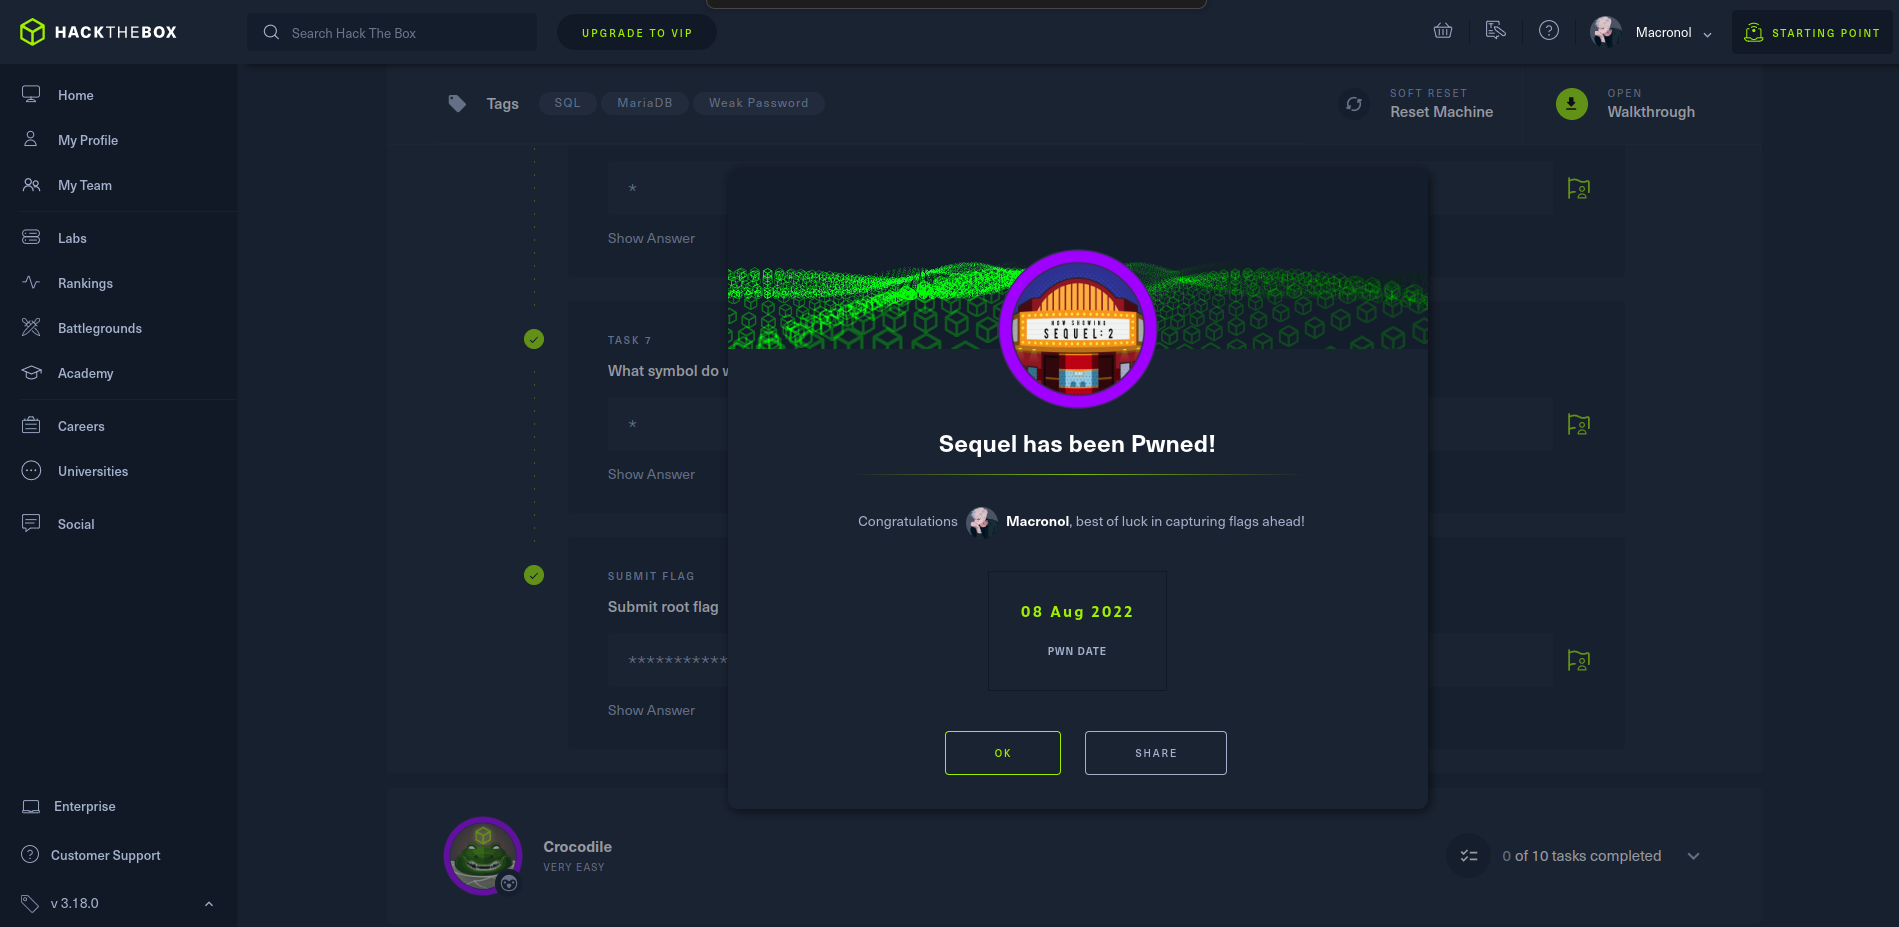 HACKTHEBOX
Search Hack The Box
UPGRADE TO VIP
Macronol
STARTING POINT
Home
My Profile
My Team
Labs
Rankings
Battlegrounds
Academy
Careers
Universities
Social
Enterprise
Customer Support
v 3.18.0
Tags
SQL
MariaDB
Weak Password
SOFT RESET
Reset Machine
OPEN
Walkthrough
*
Show Answer
TASK 7
What symbol do w
*
Show Answer
SUBMIT FLAG
Submit root flag
***********
Show Answer
NOW SHOWING
SEQUEL:2
Sequel has been Pwned!
Congratulations Macronol, best of luck in capturing flags ahead!
08 Aug 2022
PWN DATE
OK
SHARE
Crocodile
VERY EASY
0 of 10 tasks completed